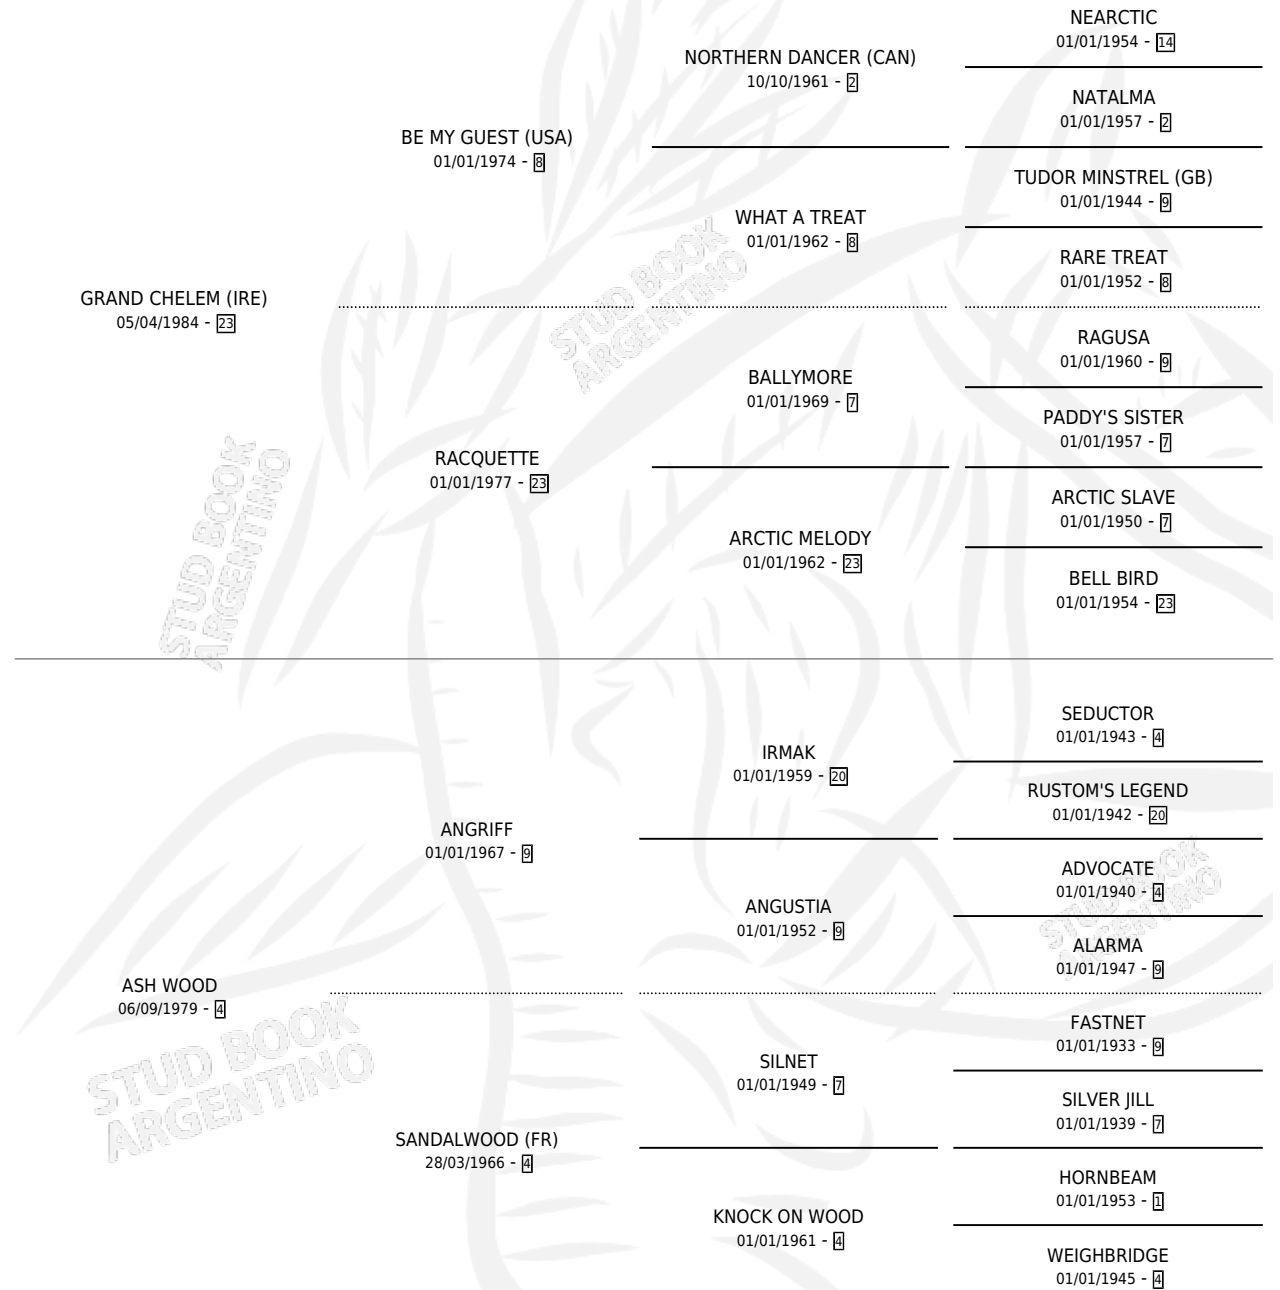 NEARCTIC
01/01/1954 - 14
NORTHERN DANCER (CAN)
10/10/1961 - 2
NATALMA
01/01/1957 - 2
BE MY GUEST (USA)
01/01/1974 - 8
TUDOR MINSTREL (GB)
01/01/1944 - 9
WHAT A TREAT
01/01/1962 - 8
RARE TREAT
01/01/1952 - 8
GRAND CHELEM (IRE)
05/04/1984 - 23
RAGUSA
01/01/1960 - 9
BALLYMORE
01/01/1969 - 7
PADDY'S SISTER
01/01/1957 - 7
RACQUETTE
01/01/1977 - 23
ARCTIC SLAVE
01/01/1950 - 7
ARCTIC MELODY
01/01/1962 - 23
BELL BIRD
01/01/1954 - 23
SEDUCTOR
01/01/1943 - 4
IRMAK
01/01/1959 - 20
RUSTOM'S LEGEND
01/01/1942 - 20
ANGRIFF
01/01/1967 - 9
ADVOCATE
01/01/1940 - 4
ANGUSTIA
01/01/1952 - 9
ALARMA
01/01/1947 - 9
ASH WOOD
06/09/1979 - 4
FASTNET
01/01/1933 - 9
SILNET
01/01/1949 - 7
SILVER JILL
01/01/1939 - 7
SANDALWOOD (FR)
28/03/1966 - 4
HORNBEAM
01/01/1953 - 1
KNOCK ON WOOD
01/01/1961 - 4
WEIGHBRIDGE
01/01/1945 - 4
STUD BOOK
ARGENTINO
STUD BOOK
ARGENTINO
STUD BOOK
ARGENTINO
STUD BOOK
ARGENTINO